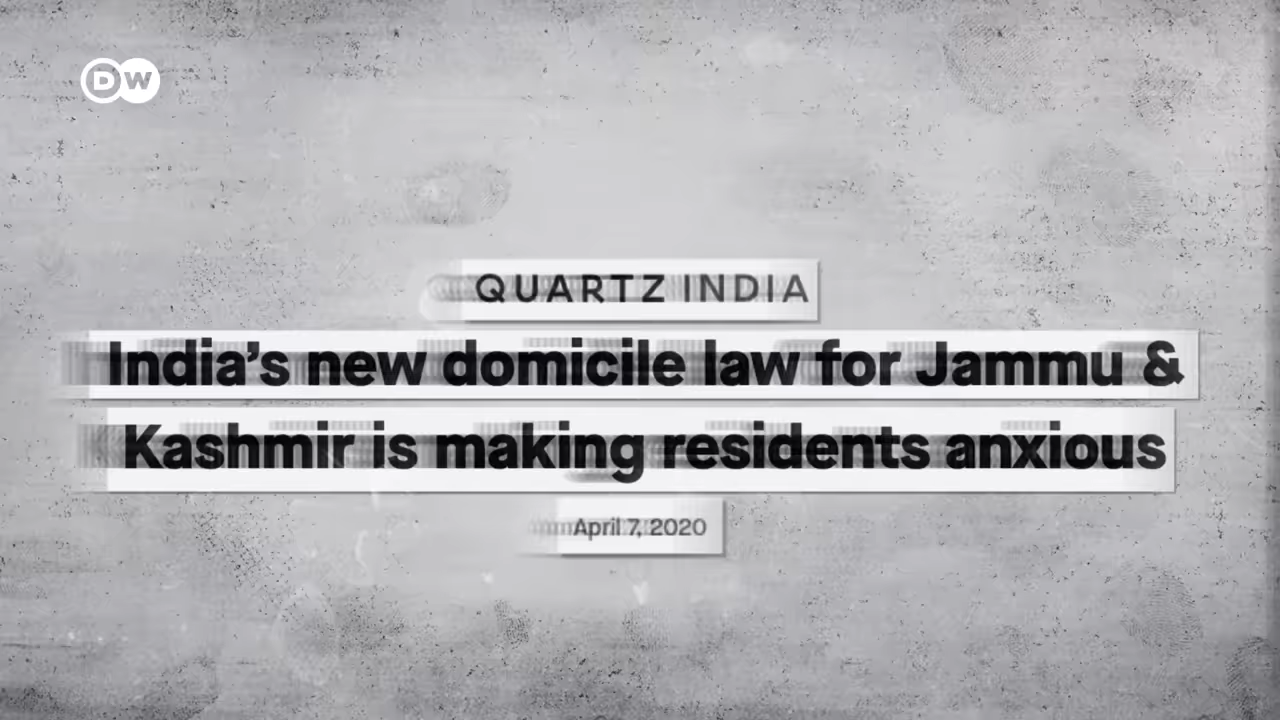 DW
QUARTZ INDIA
India's new domicile law for Jammu &
Kashmir is making residents anxious
April 7, 2020